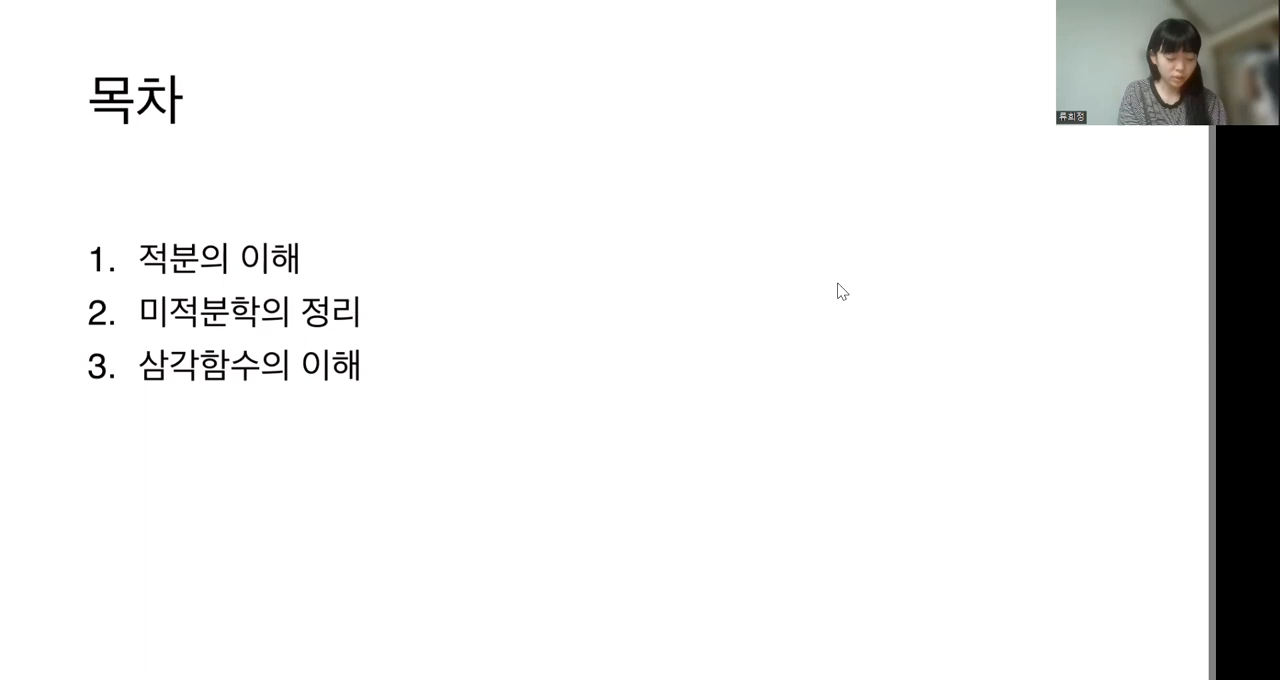 목차
류희정
1. 적분의 이해
2. 미적분학의 정리
3. 삼각함수의 이해